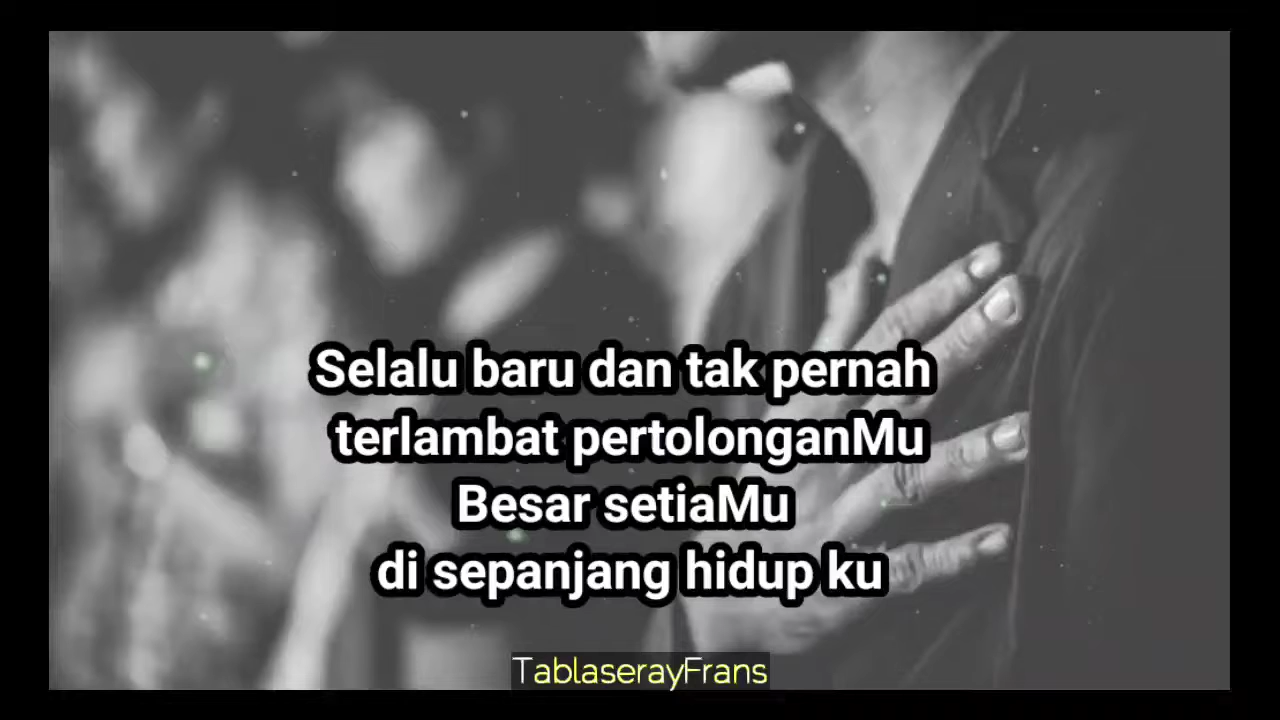 Selalu baru dan tak pernah
terlambat pertolonganMu
Besar setiaMu
di sepanjang hidup ku
TablaserayFrans